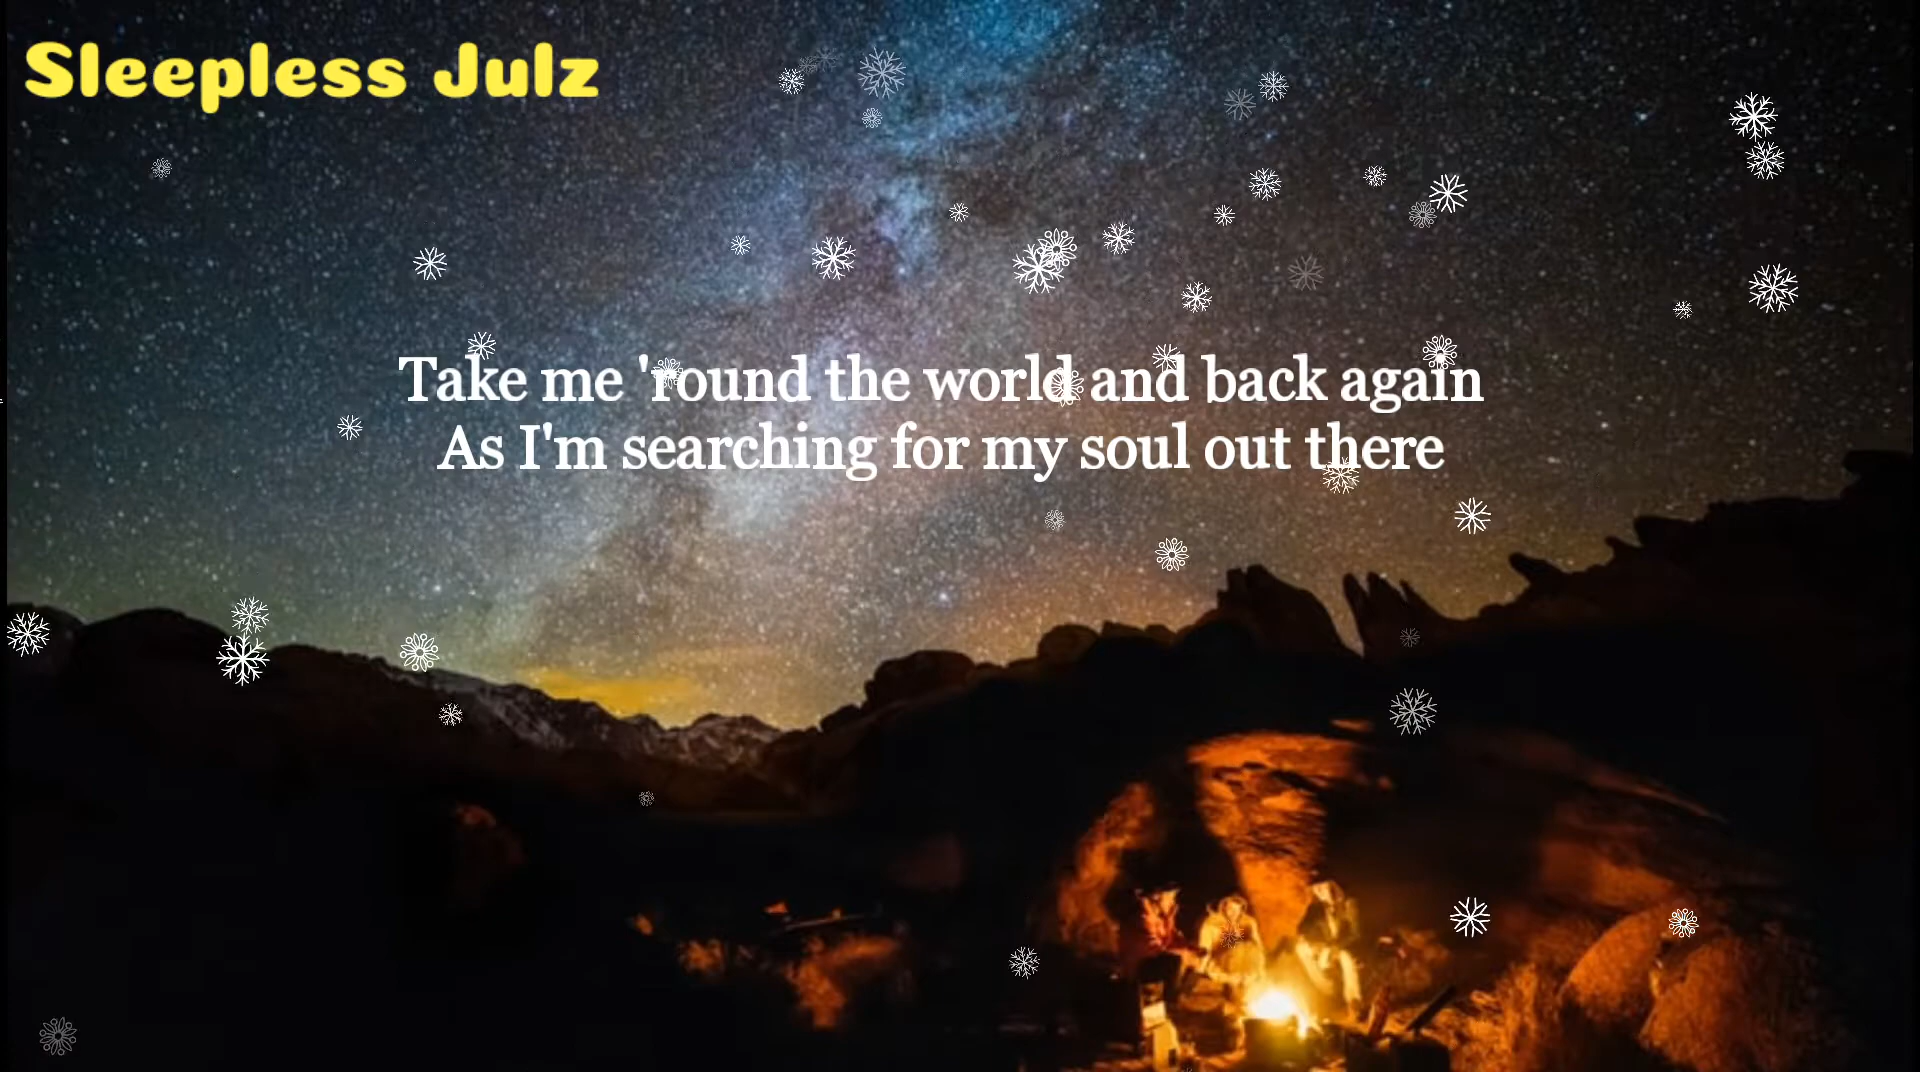 Sleepless Julz
Take me 'round the world and back again
As I'm searching for my soul out there